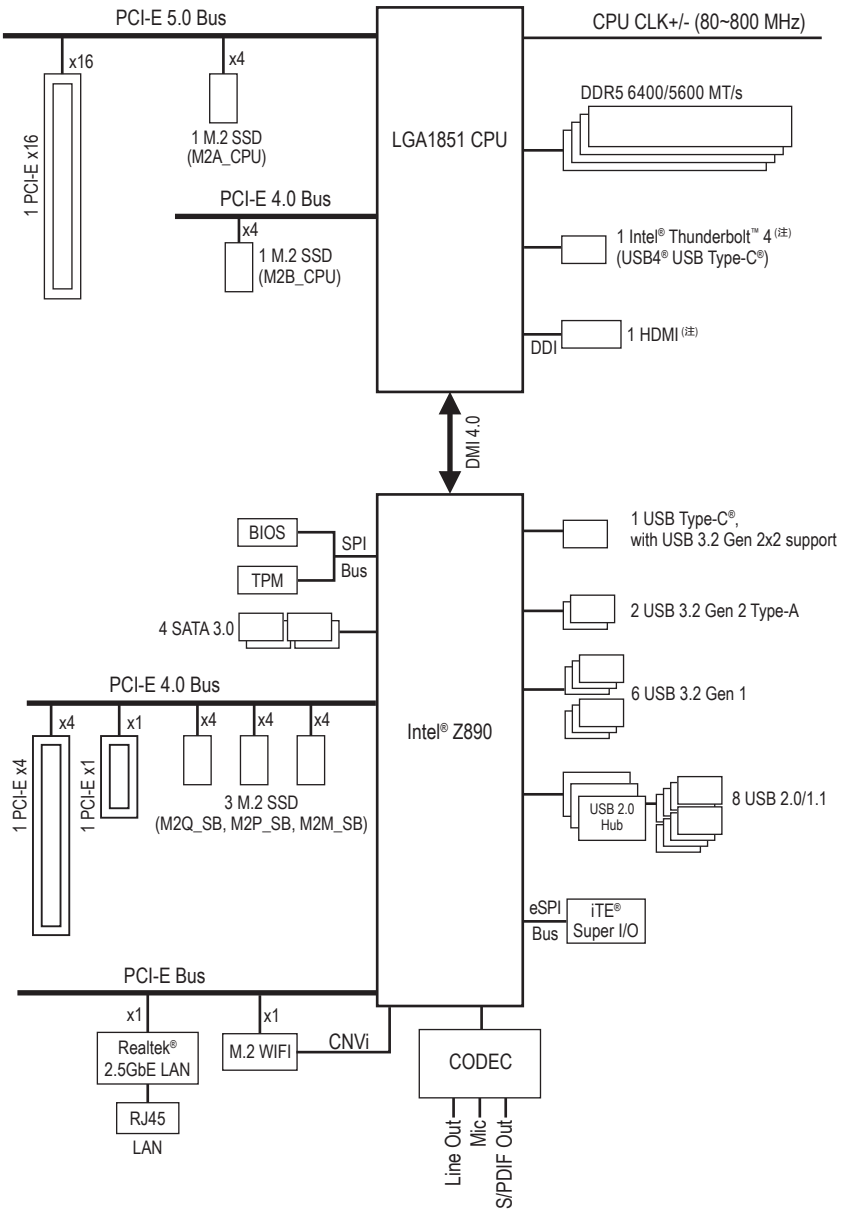 PCI-E 5.0 Bus
CPU CLK+/- (80~800 MHz)
x16
x4
1 PCI-E x16
1 M.2 SSD
(M2A_CPU)
LGA1851 CPU
DDR5 6400/5600 MT/s
PCI-E 4.0 Bus
x4
1 M.2 SSD
(M2B_CPU)
1 Intel® Thunderbolt™ 4 (注)
(USB4® USB Type-C®)
DDI
1 HDMI (注)
DMI 4.0
BIOS
TPM
SPI
Bus
4 SATA 3.0
1 USB Type-C®,
with USB 3.2 Gen 2x2 support
2 USB 3.2 Gen 2 Type-A
6 USB 3.2 Gen 1
PCI-E 4.0 Bus
x4
x1
x4
x4
x4
1 PCI-E x4
1 PCI-E x1
3 M.2 SSD
(M2Q_SB, M2P_SB, M2M_SB)
Intel® Z890
USB 2.0
Hub
8 USB 2.0/1.1
eSPI
Bus
iTE®
Super I/O
PCI-E Bus
x1
x1
Realtek®
2.5GbE LAN
M.2 WIFI
CNVi
CODEC
RJ45
LAN
Line Out
Mic
S/PDIF Out